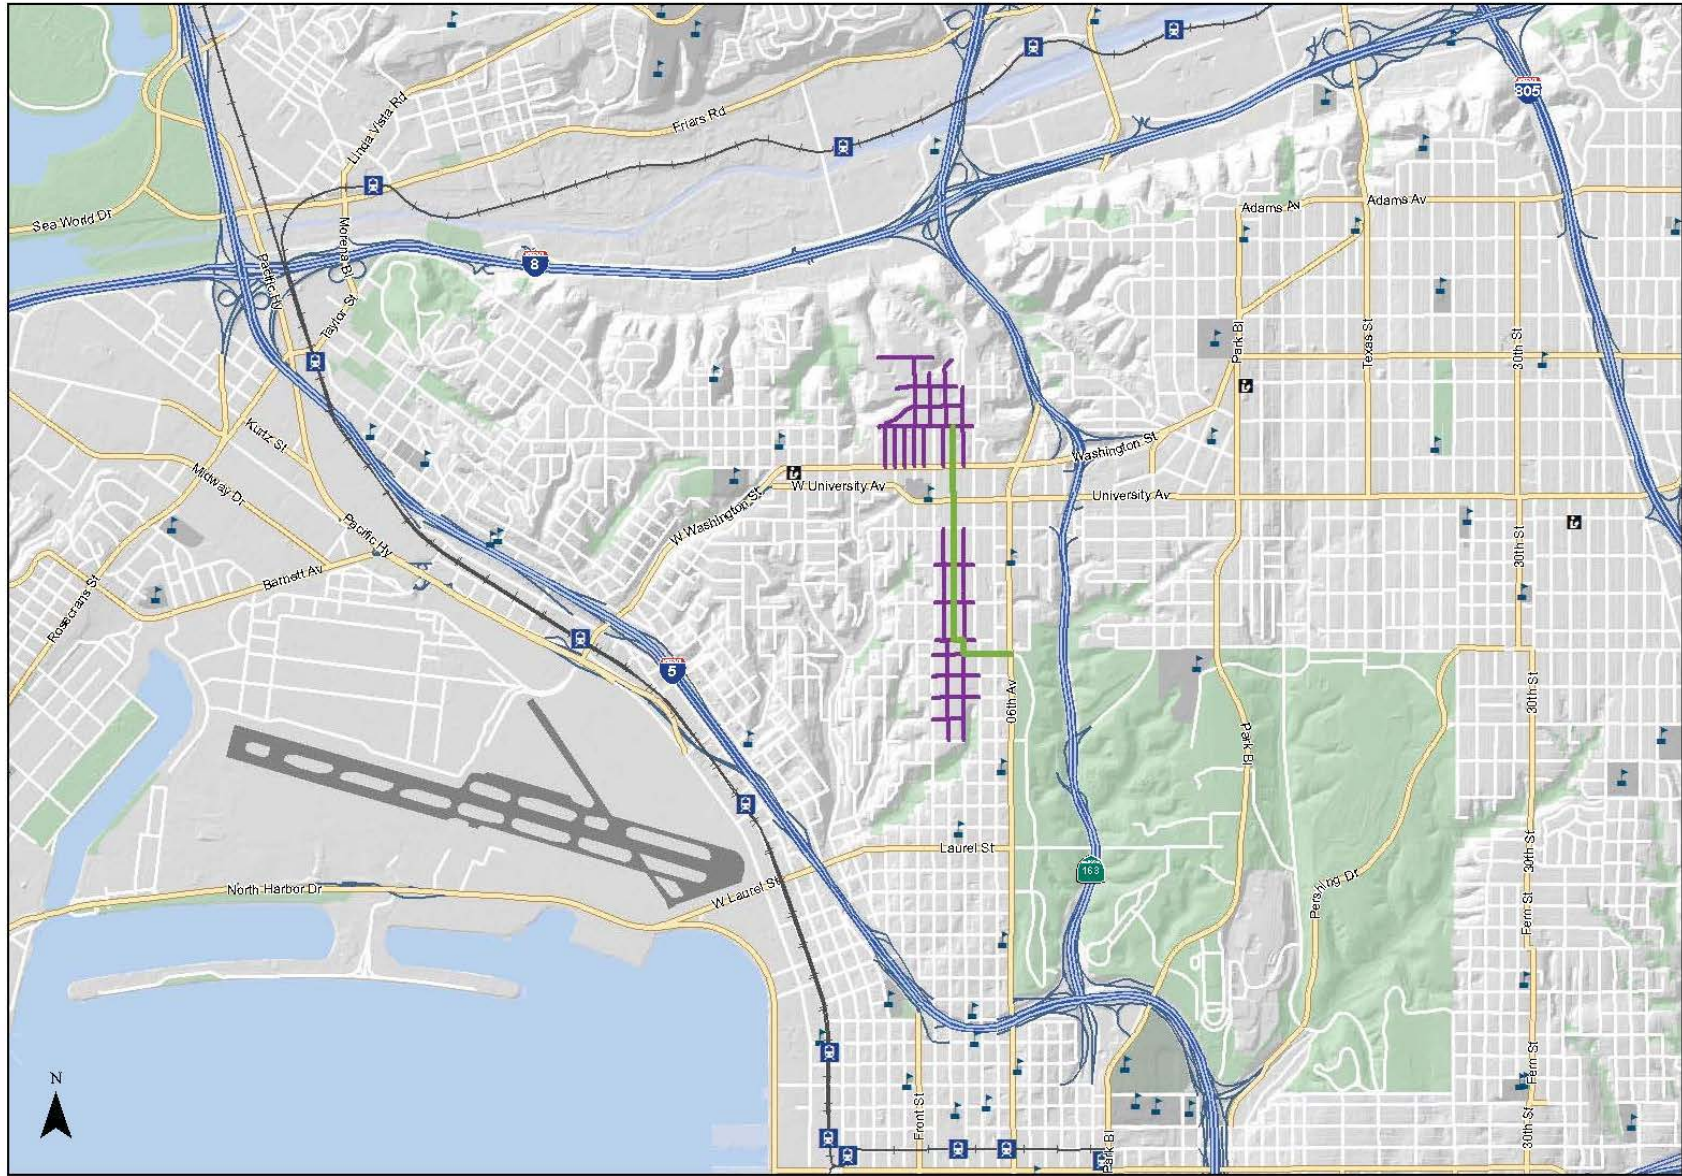 805
Linda Vista Rd
Friars Rd
Sea World Dr
Adams Av
Adams Av
Morena Bl
Pacific Hy
8
Taylor St
Park Bl
Texas St
30th St
Kurtz St
Washington St
Midway Dr
W University Av
University Av
W Washington St
Pacific Hy
30th St
Barnett Av
Rosecrans St
5
06th Av
30th St
Park Bl
Laurel St
30th St
163
North Harbor Dr
W Laurel St
Pershing Dr
Fern St
N
Fern St
Front St
Park Bl
30th St